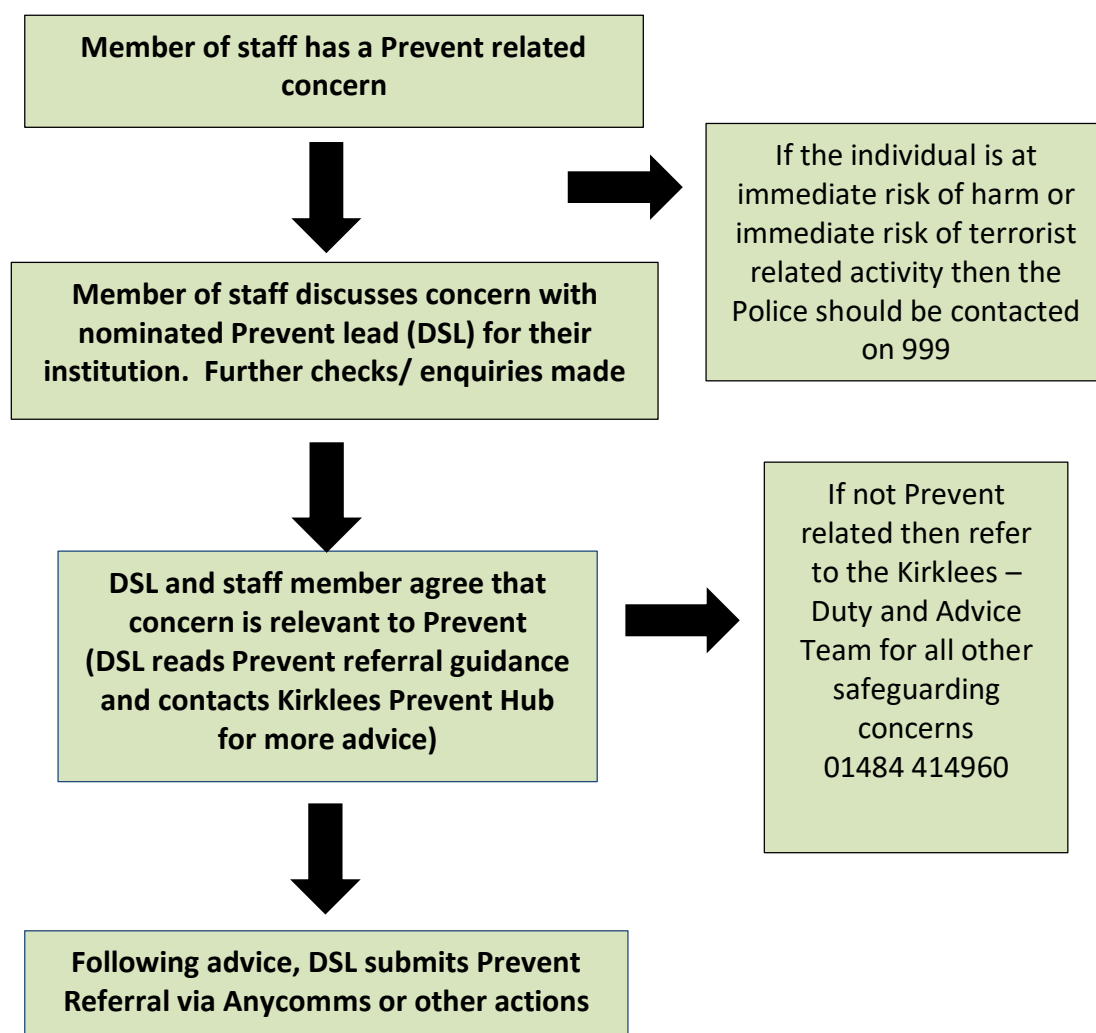 Member of staff has a Prevent related
concern
If the individual is at
immediate risk of harm or
immediate risk of terrorist
related activity then the
Police should be contacted
on 999
Member of staff discusses concern with
nominated Prevent lead (DSL) for their
institution.  Further checks/ enquiries made
DSL and staff member agree that
concern is relevant to Prevent
(DSL reads Prevent referral guidance
and contacts Kirklees Prevent Hub
for more advice)
If not Prevent
related then refer
to the Kirklees –
Duty and Advice
Team for all other
safeguarding
concerns
01484 414960
Following advice, DSL submits Prevent
Referral via Anycomms or other actions